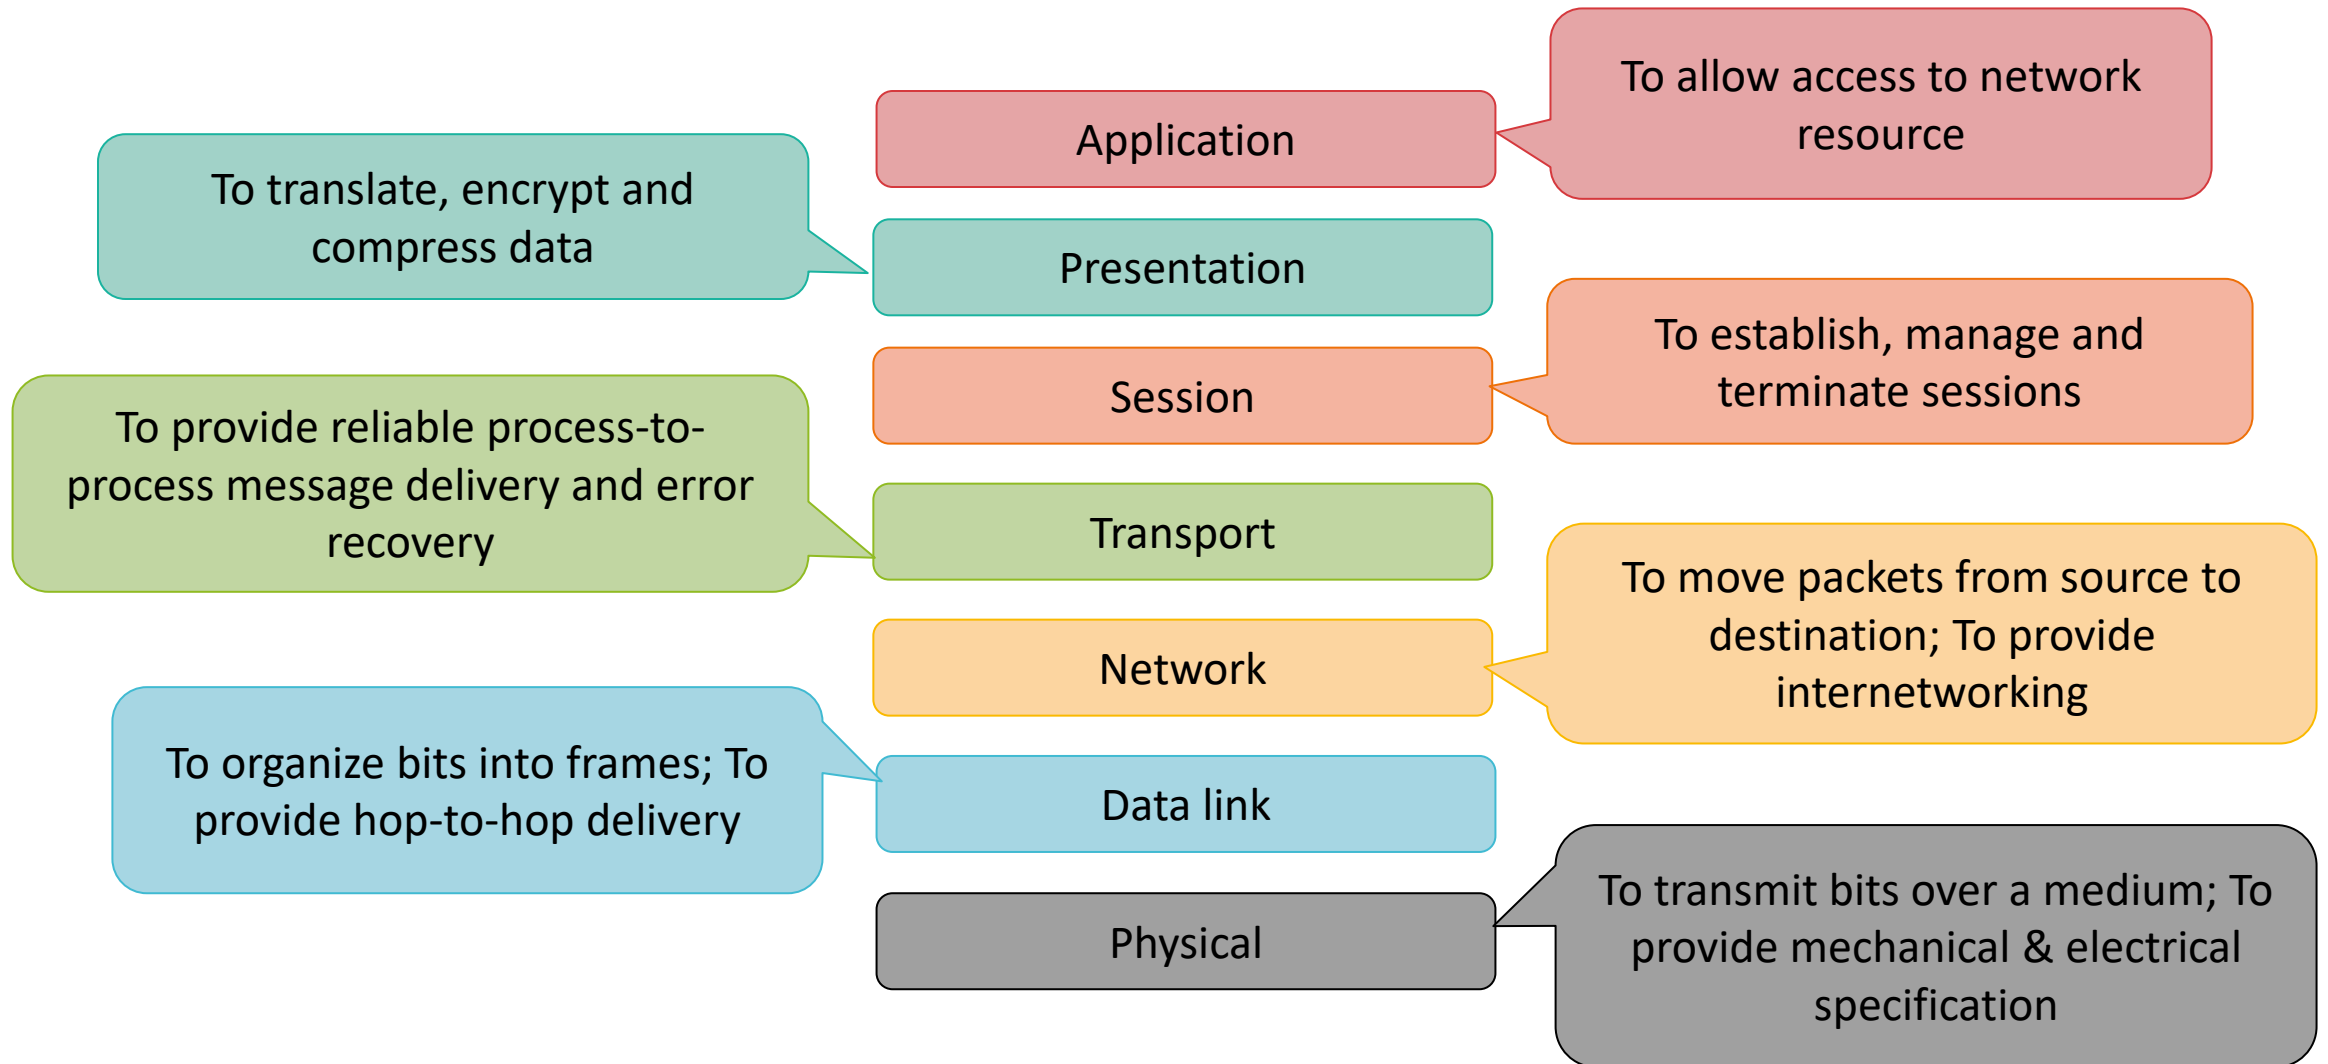 Application
To allow access to network
resource
To translate, encrypt and
compress data
Presentation
To establish, manage and
terminate sessions
Session
To provide reliable process-to-
process message delivery and error
recovery
Transport
To move packets from source to
destination; To provide
internetworking
Network
To organize bits into frames; To
provide hop-to-hop delivery
Data link
To transmit bits over a medium; To
provide mechanical & electrical
specification
Physical